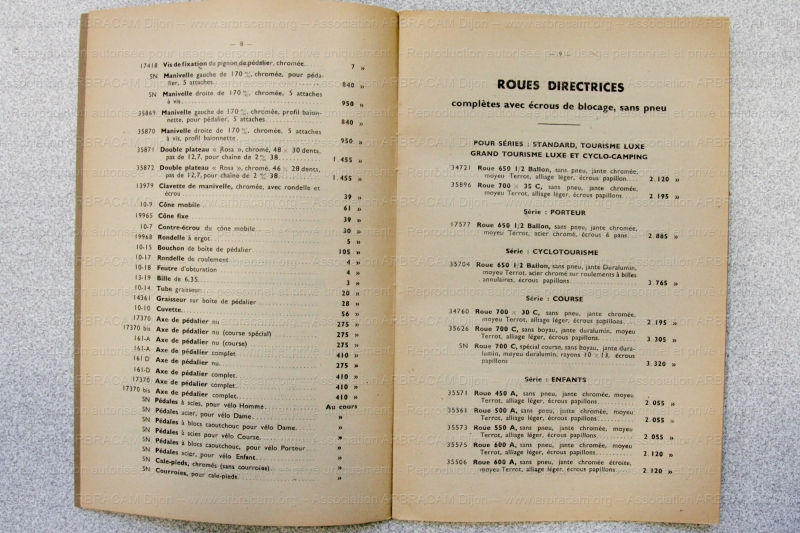 — 8 —
17418 Vis de fixation du pignon de pédalier, chromée 7 »
SN Manivelle gauche de 170 m/m, chromée, pour péda-
lier, 5 attaches 840 »
SN Manivelle droite de 170 m/m, chromée, 5 attaches
à vis 950 »
35869 Manivelle gauche de 170 m/m chromée, profil baïon-
nette, pour pédalier, 5 attaches 840 »
35870 Manivelle droite de 170 m/m, chromée, 5 attaches
à vis, profil baïonnette 950 »
35871 Double plateau « Rosa », chromé, 48 × 30 dents,
pas de 12,7, pour chaîne de 2 m/m 38 1.455 »
35872 Double plateau « Rosa », chromé, 46 × 28 dents,
pas de 12,7, pour chaîne de 2 m/m 38 1.455 »
13979 Clavette de manivelle, chromée, avec rondelle et
écrou 39 »
10-9 Cône mobile 61 »
19965 Cône fixe 39 »
10-7 Contre-écrou du cône mobile 30 »
19968 Rondelle à ergot 5 »
10-15 Bouchon de boîte de pédalier 105 »
10-17 Rondelle de roulement 4 »
10-18 Feutre d'obturation 4 »
13-19 Bille de 6,35 3 »
10-14 Tube graisseur 20 »
14361 Graisseur sur boîte de pédalier 28 »
10-10 Cuvette 56 »
17370 Axe de pédalier nu 275 »
17370 bis Axe de pédalier nu (course spécial) 275 »
161-A Axe de pédalier nu (course) 275 »
161-A Axe de pédalier complet 410 »
161 D Axe de pédalier nu 275 »
161-D Axe de pédalier complet 410 »
17370 Axe de pédalier complet 410 »
17370 bis Axe de pédalier complet 410 »
SN Pédales à scies, pour vélo Homme Au cours
SN Pédales acier, pour vélo Dame »
SN Pédales à blocs caoutchouc pour vélo Dame »
SN Pédales à scies pour vélo Course »
SN Pédales à blocs caoutchouc, pour vélo Porteur »
SN Pédales acier, pour vélo Enfant »
SN Cale-pieds, chromés (sans courroies) »
SN Courroies, pour cale-pieds »
— 9 —
ROUES DIRECTRICES
complètes avec écrous de blocage, sans pneu
POUR SÉRIES : STANDARD, TOURISME LUXE
GRAND TOURISME LUXE ET CYCLO-CAMPING
34721 Roue 650 1/2 Ballon, sans pneu, jante chromée,
moyeu Terrot, alliage léger, écrous papillon 2.120 »
35896 Roue 700 × 35 C, sans pneu, jante chromée,
moyeu Terrot, alliage léger, écrous papillons 2.195 »
Série : PORTEUR
17577 Roue 650 1/2 Ballon, sans pneu, jante chromée,
moyeu Terrot, acier chromé, écrous 6 pans 2.885 »
Série : CYCLOTOURISME
35704 Roue 650 1/2 Ballon, sans pneu, jante Duralumin,
moyeu Terrot, acier chromé sur roulements à billes
annulaires, écrous papillons 3.765 »
Série : COURSE
34760 Roue 700 × 30 C, sans pneu, jante chromée,
moyeu Terrot, alliage léger, écrous papillons 2.195 »
35626 Roue 700 C, sans boyau, jante duralumin, moyeu
Terrot, alliage léger, écrous papillons 3.305 »
SN Roue 700 C, spécial course, sans boyau, jante dura-
lumin, moyeu duralumin, rayons 10 × 13, écrous
papillons 3.320 »
Série : ENFANTS
35571 Roue 450 A, sans pneu, jante chromée, moyeu
Terrot, alliage léger, écrous papillons 2.055 »
35561 Roue 500 A, sans pneu, jante chromée, moyeu
Terrot, alliage léger, écrous papillons 2.055 »
35573 Roue 550 A, sans pneu, jante chromée, moyeu
Terrot, alliage léger, écrous papillons 2.055 »
35575 Roue 600 A, sans pneu, jante chromée, moyeu
Terrot, alliage léger, écrous papillons 2.120 »
35506 Roue 600 A, sans pneu, jante chromée étroite,
moyeu Terrot, alliage léger, écrous papillons 2.120 »